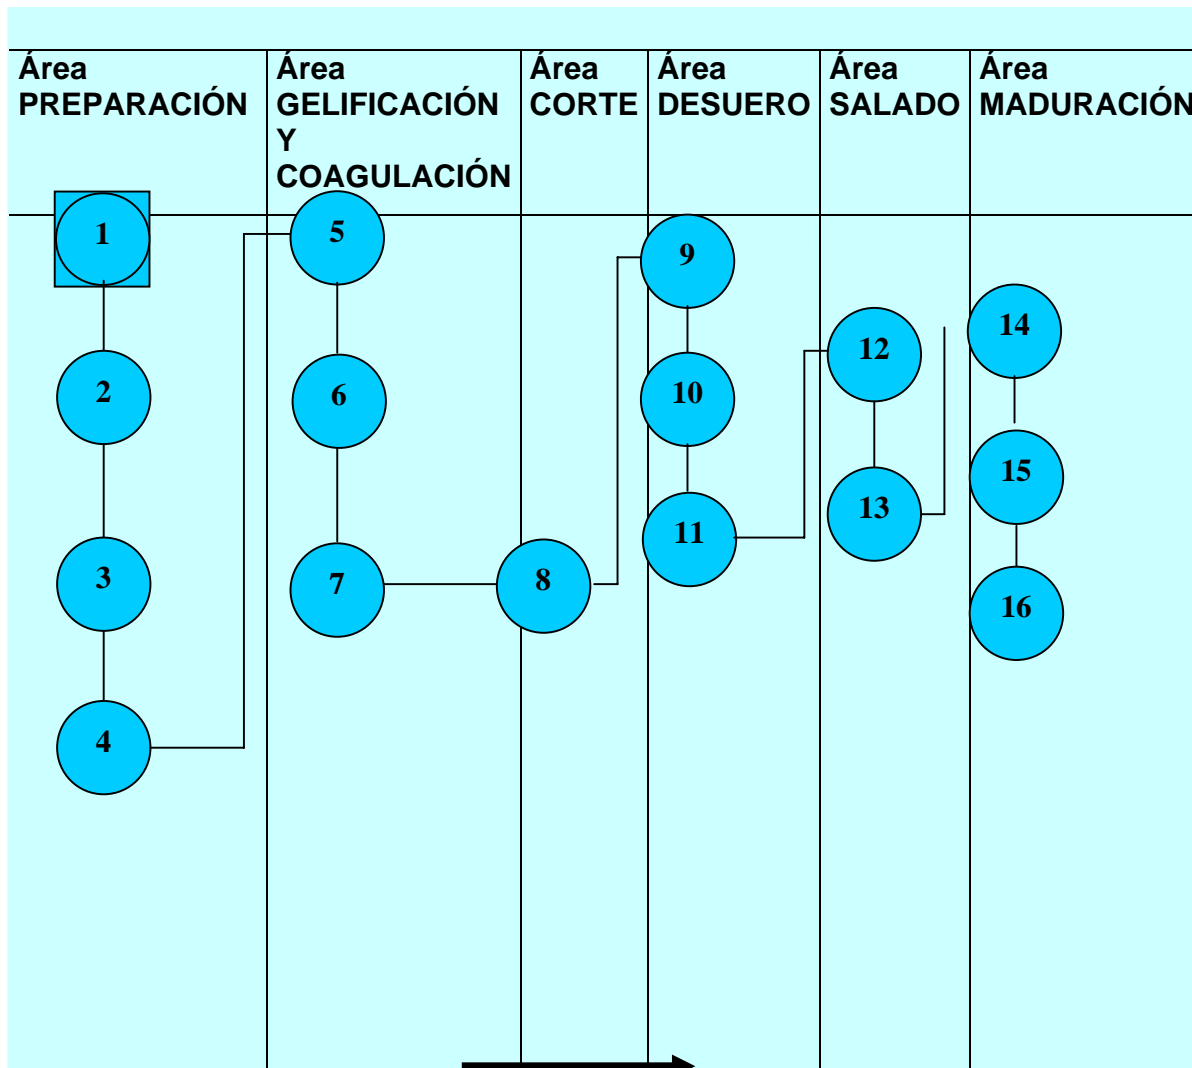 Área
PREPARACIÓN
Área
GELIFICACIÓN
Y
COAGULACIÓN
Área
CORTE
Área
DESUERO
Área
SALADO
Área
MADURACIÓN
1
2
3
4
5
6
7
8
9
10
11
12
13
14
15
16